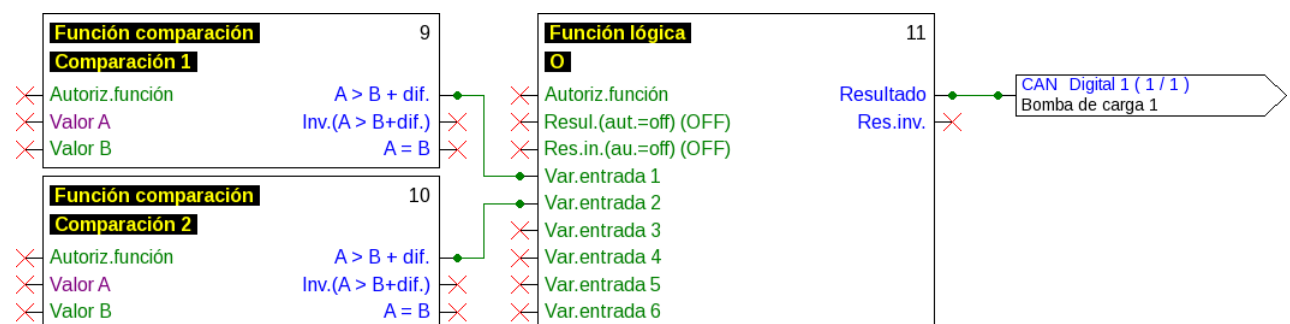 Función comparación 9
Comparación 1
Autoriz.función A > B + dif.
Valor A Inv.(A > B+dif.)
Valor B A = B
Función comparación 10
Comparación 2
Autoriz.función A > B + dif.
Valor A Inv.(A > B+dif.)
Valor B A = B
Función lógica 11
O
Autoriz.función Resultado
Resul.(aut.=off) (OFF) Res.inv.
Res.in.(au.=off) (OFF)
Var.entrada 1
Var.entrada 2
Var.entrada 3
Var.entrada 4
Var.entrada 5
Var.entrada 6
CAN Digital 1 ( 1 / 1 )
Bomba de carga 1